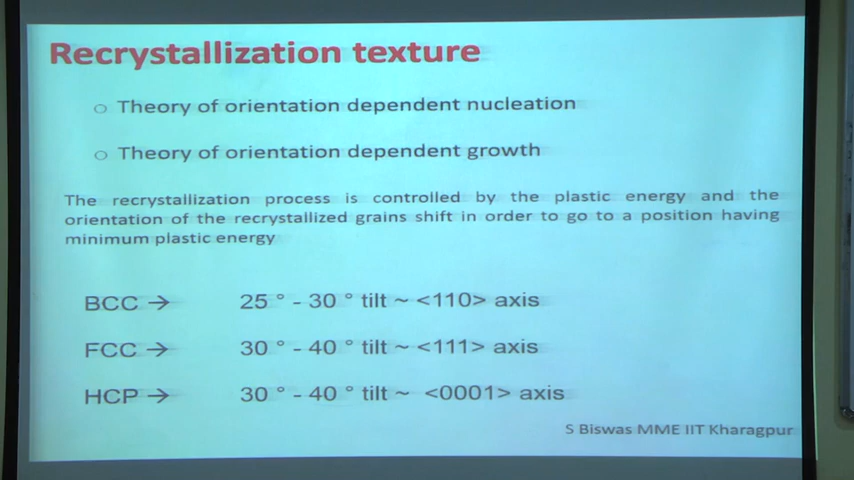 Recrystallization texture
○ Theory of orientation dependent nucleation
○ Theory of orientation dependent growth
The recrystallization process is controlled by the plastic energy and the
orientation of the recrystallized grains shift in order to go to a position having
minimum plastic energy
BCC → 25 ° - 30 ° tilt ~ <110> axis
FCC → 30 ° - 40 ° tilt ~ <111> axis
HCP → 30 ° - 40 ° tilt ~ <0001> axis
S Biswas MME IIT Kharagpur